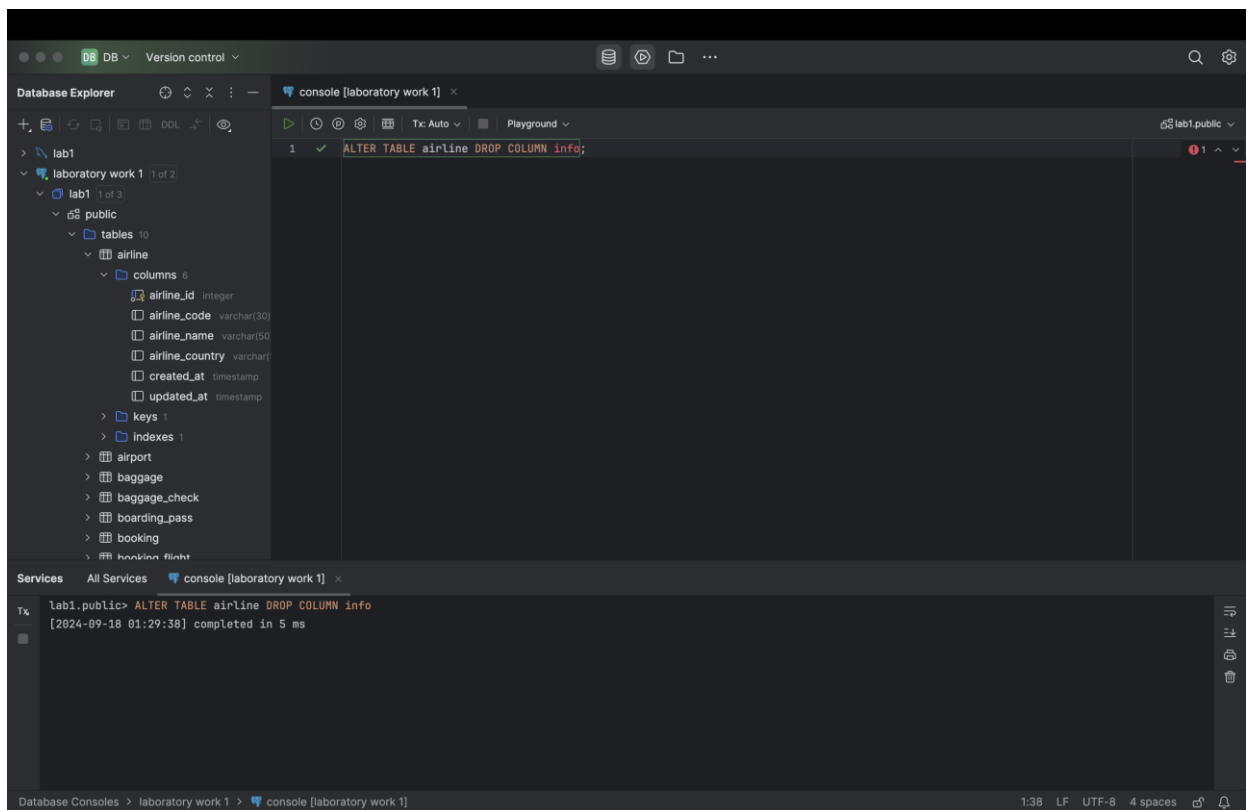 DB DB Version control
Database Explorer
console [laboratory work 1]
DDL
Tx: Auto
Playground
lab1.public
1 ALTER TABLE airline DROP COLUMN info;
1
lab1
laboratory work 1 1 of 2
lab1 1 of 3
public
tables 10
airline
columns 6
airline_id integer
airline_code varchar(30)
airline_name varchar(50
airline_country varchar(
created_at timestamp
updated_at timestamp
keys 1
indexes 1
airport
baggage
baggage_check
boarding_pass
booking
booking_flight
Services All Services console [laboratory work 1]
Tx
lab1.public> ALTER TABLE airline DROP COLUMN info
[2024-09-18 01:29:38] completed in 5 ms
Database Consoles > laboratory work 1 > console [laboratory work 1]
1:38 LF UTF-8 4 spaces